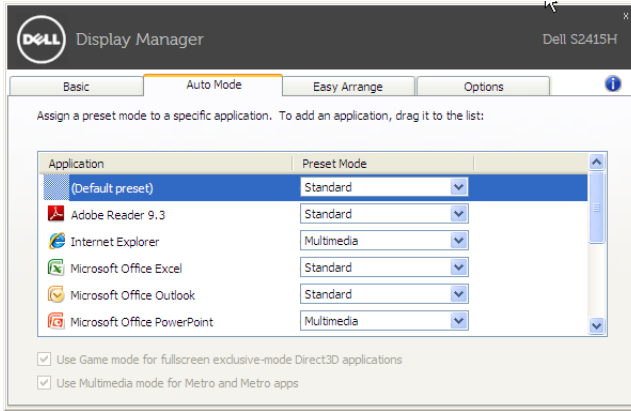 DELL Display Manager Dell S2415H
x
Basic Auto Mode Easy Arrange Options i
Assign a preset mode to a specific application. To add an application, drag it to the list:
Application Preset Mode
(Default preset) Standard
Adobe Reader 9.3 Standard
Internet Explorer Multimedia
Microsoft Office Excel Standard
Microsoft Office Outlook Standard
Microsoft Office PowerPoint Multimedia
Use Game mode for fullscreen exclusive-mode Direct3D applications
Use Multimedia mode for Metro and Metro apps